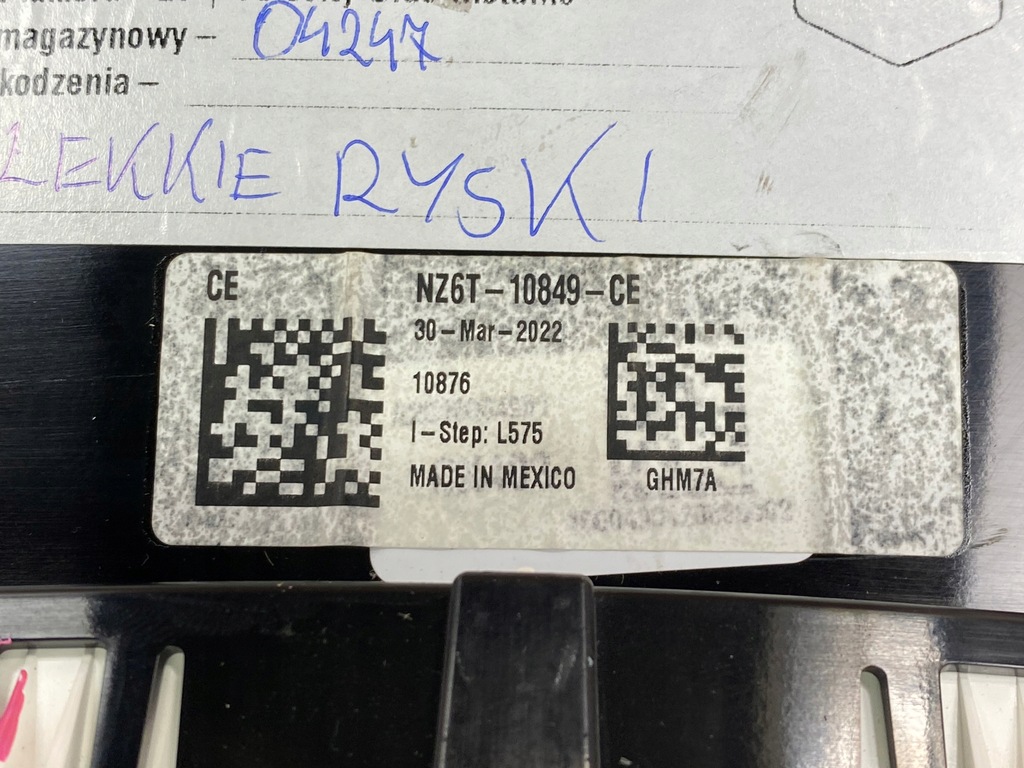 magazynowy – 04247
kodzenia –
LEKKIE RYSKI
CE NZ6T-10849-CE
30-Mar-2022
10876
I-Step: L575
MADE IN MEXICO
GHM7A